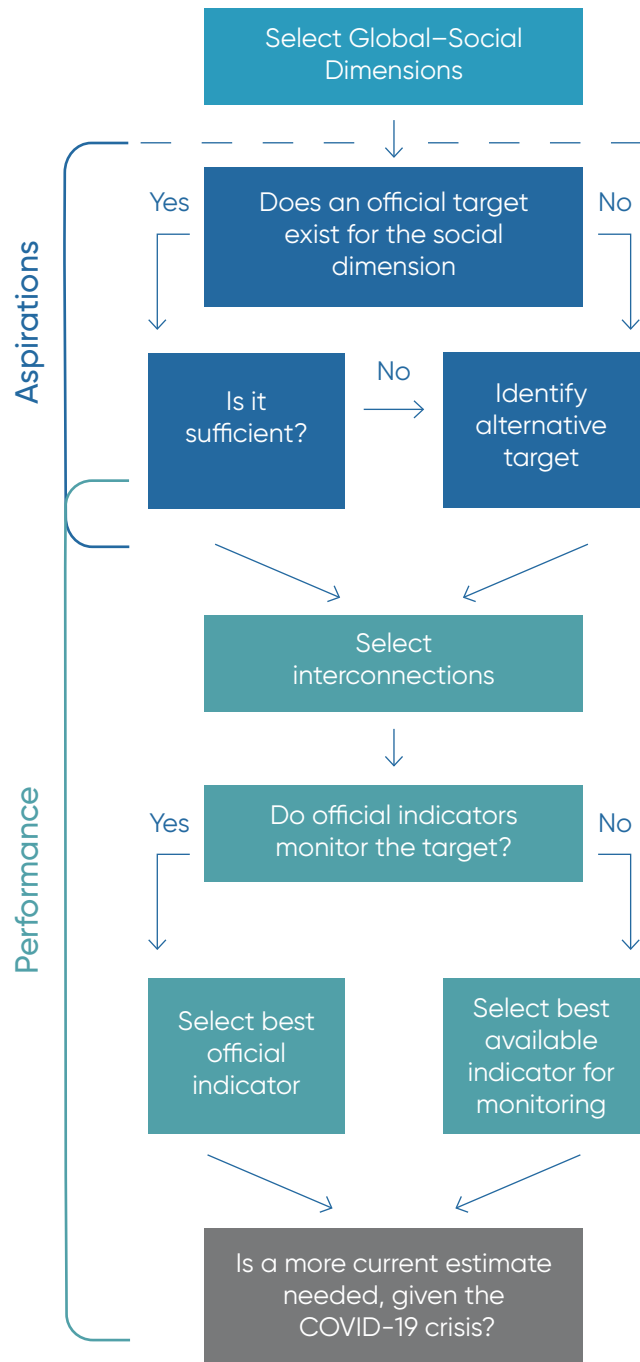 Select Global–Social
Dimensions
Aspirations
Yes
Does an official target
exist for the social
dimension
No
Is it
sufficient?
No
Identify
alternative
target
Select
interconnections
Performance
Yes
Do official indicators
monitor the target?
No
Select best
official
indicator
Select best
available
indicator for
monitoring
Is a more current estimate
needed, given the
COVID-19 crisis?